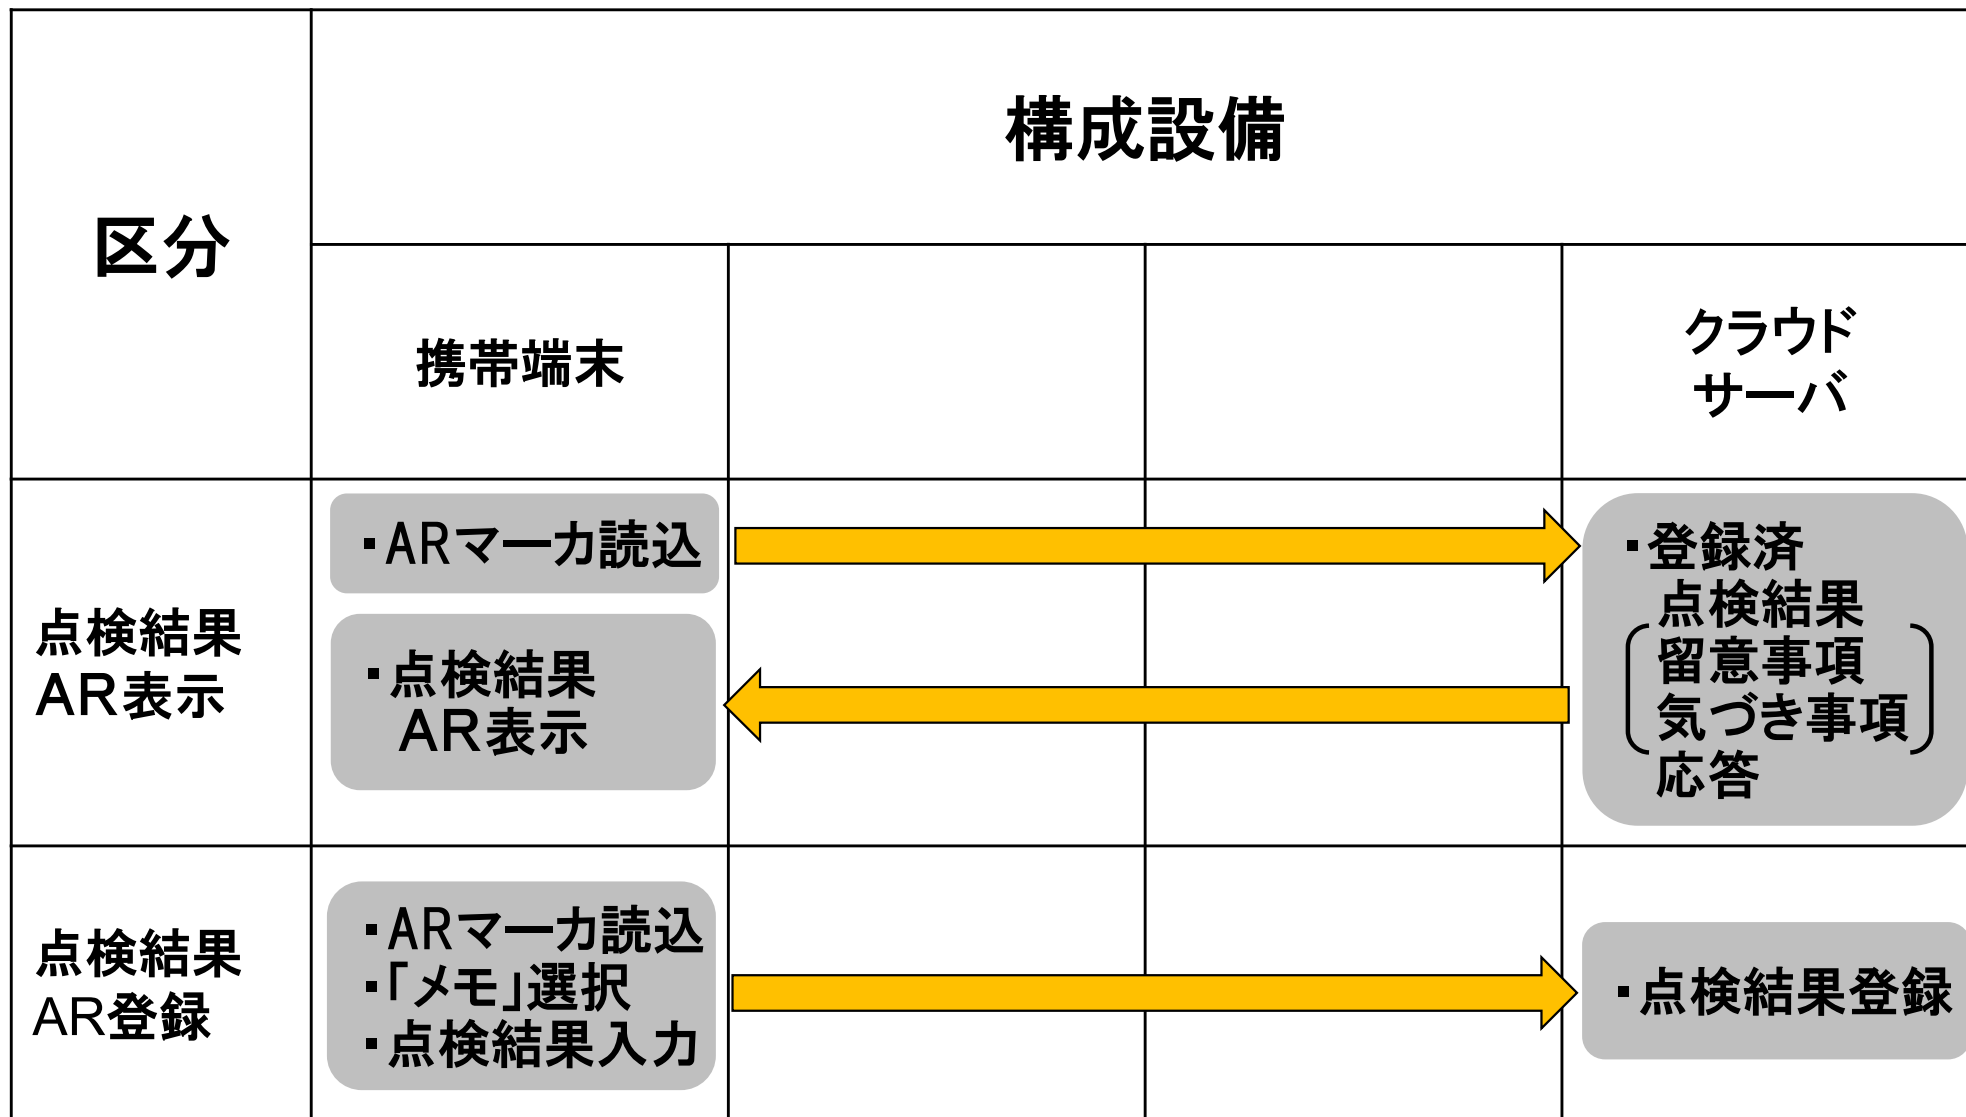 区分
構成設備
携帯端末
クラウド
サーバ
点検結果
AR表示
・ARマーカ読込
・点検結果
AR表示
・登録済
点検結果
留意事項
気づき事項
応答
点検結果
AR登録
・ARマーカ読込
・「メモ」選択
・点検結果入力
・点検結果登録